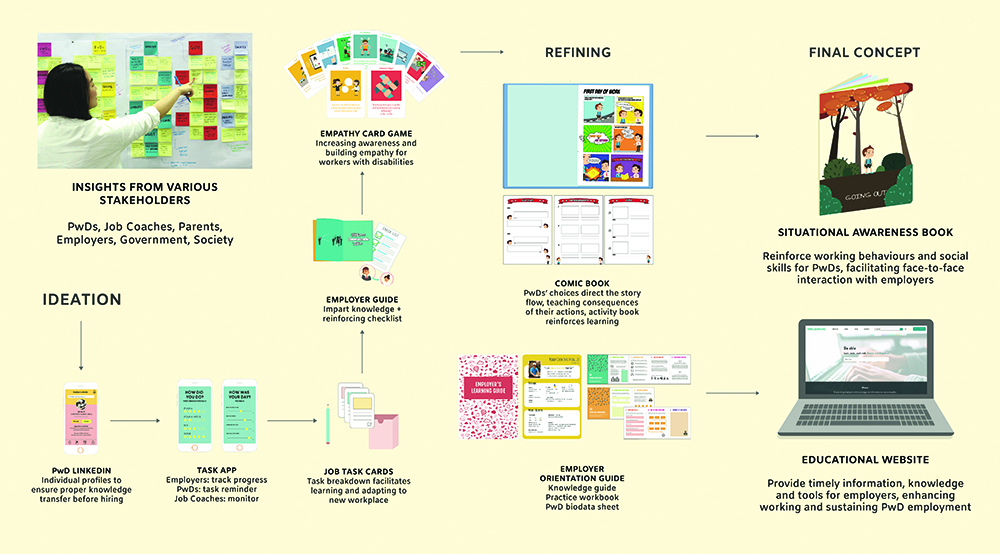 INSIGHTS FROM VARIOUS
STAKEHOLDERS
PwDs, Job Coaches, Parents,
Employers, Government, Society
IDEATION
PwD LINKEDIN
Individual profiles to
ensure proper knowledge
transfer before hiring
HOW DID
YOU DO?
HOW WAS
YOUR DAY?
TASK APP
Employers: track progress
PwDs: task reminder
Job Coaches: monitor
JOB TASK CARDS
Task breakdown facilitates
learning and adapting to
new workplace
CHECK LIST
EMPLOYER GUIDE
Impart knowledge +
reinforcing checklist
EMPATHY CARD GAME
Increasing awareness and
building empathy for
workers with disabilities
REFINING
FIRST DAY OF WORK
COMIC BOOK
PwDs' choices direct the story
flow, teaching consequences
of their actions, activity book
reinforces learning
EMPLOYER'S
LEARNING GUIDE
EMPLOYER
ORIENTATION GUIDE
Knowledge guide
Practice workbook
PwD biodata sheet
FINAL CONCEPT
GOING OUT
SITUATIONAL AWARENESS BOOK
Reinforce working behaviours and social
skills for PwDs, facilitating face-to-face
interaction with employers
EDUCATIONAL WEBSITE
Provide timely information, knowledge
and tools for employers, enhancing
working and sustaining PwD employment